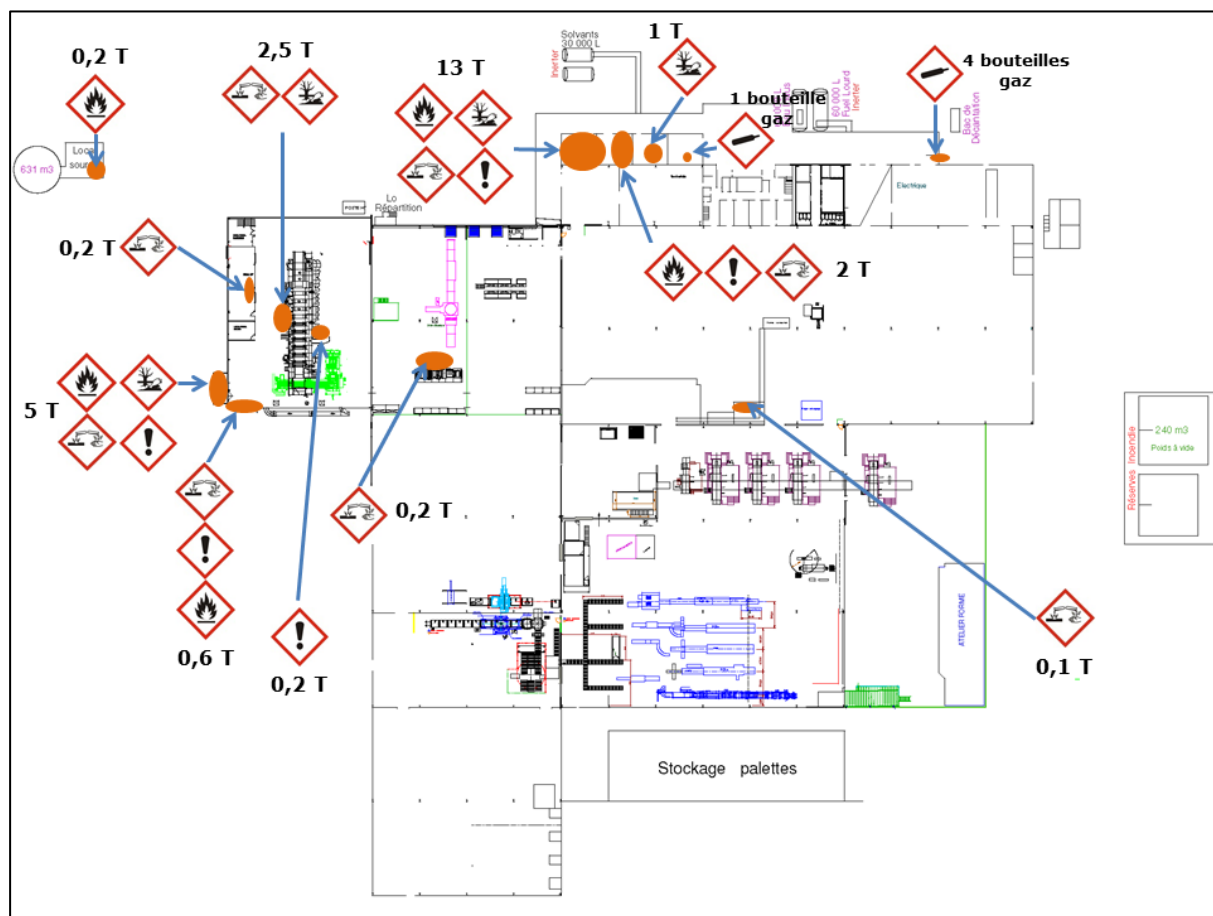 0,2 T
2,5 T
13 T
Solvants
30 000 L
Inerter
1 T
1 bouteille
gaz
60 000 L
Fuel Lourd
Inerter
4 bouteilles
gaz
Bac de
Décantation
631 m3
Electrique
Lo
Répartition
0,2 T
2 T
5 T
0,2 T
0,6 T
0,2 T
0,1 T
Réserves Incendie
240 m3
Poids à vide
ATELIER FORME
Stockage palettes